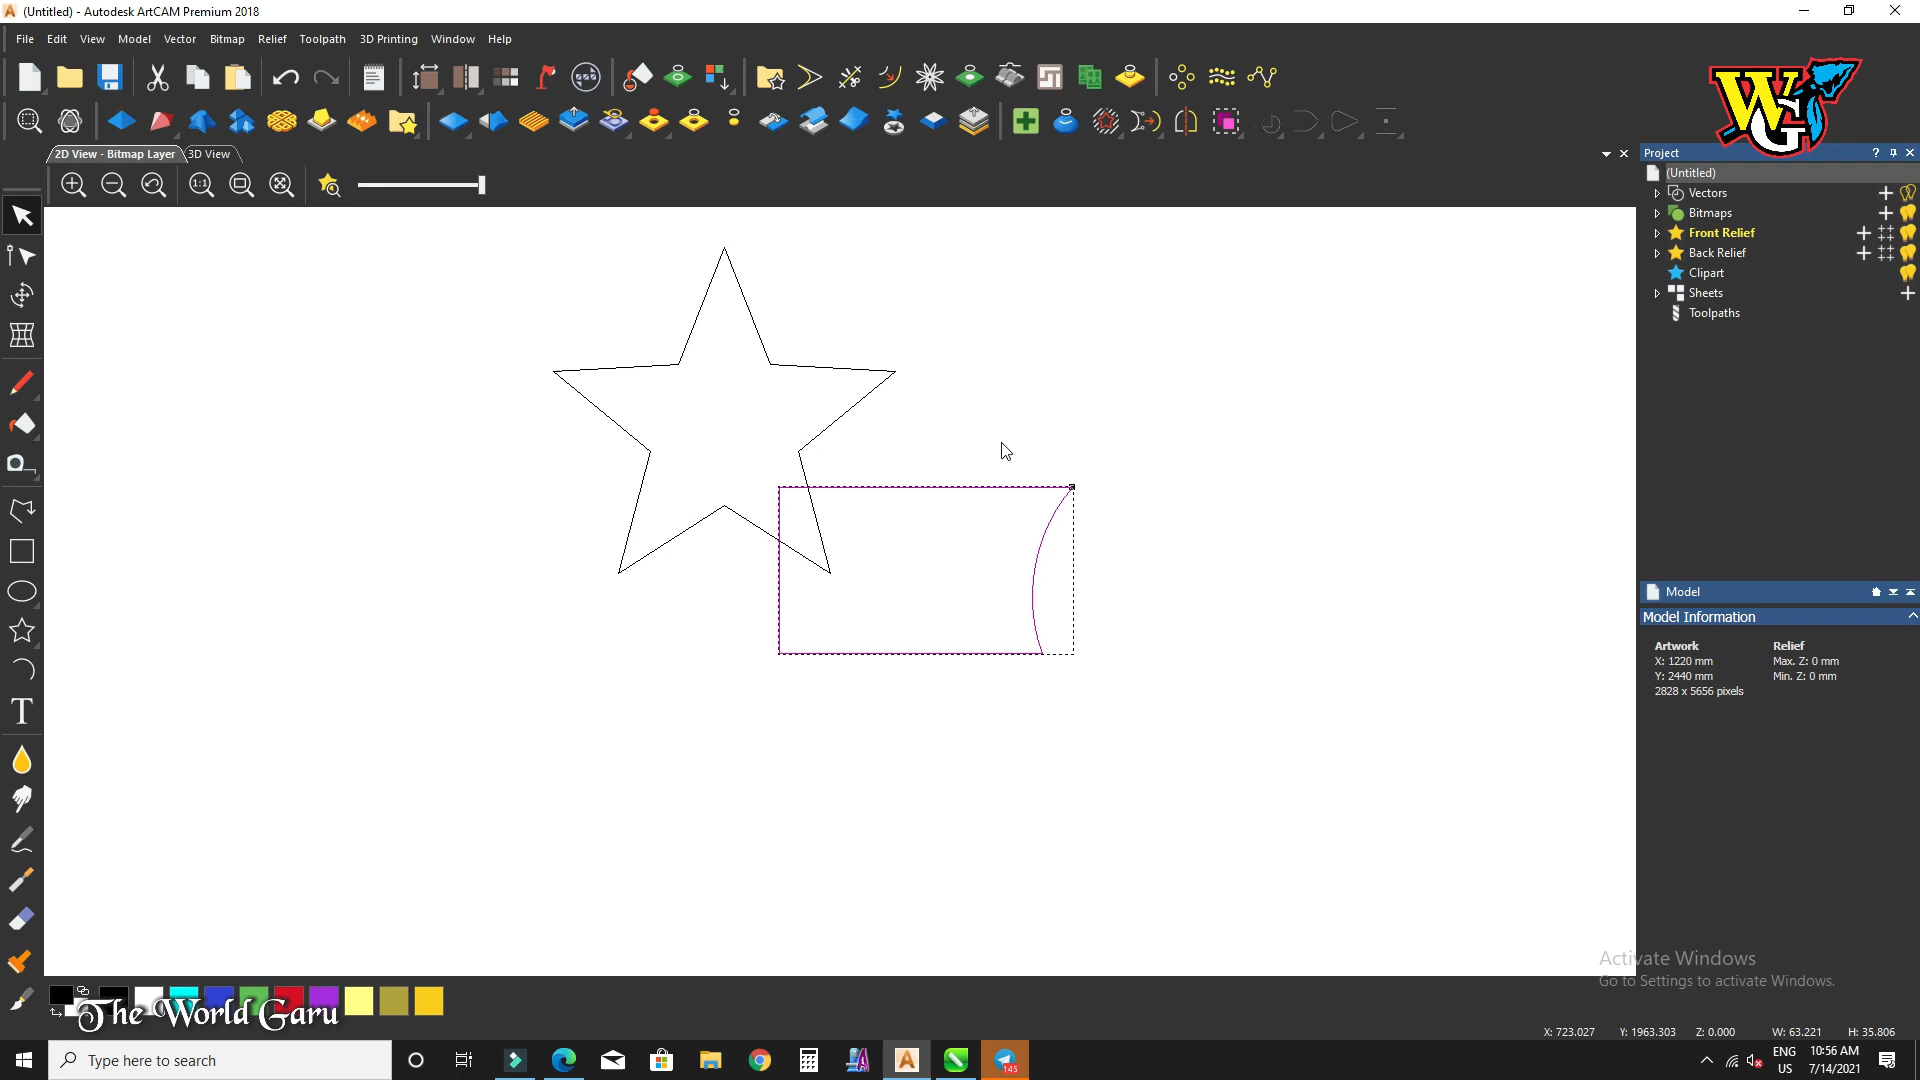 (Untitled) - Autodesk ArtCAM Premium 2018
File Edit View Model Vector Bitmap Relief Toolpath 3D Printing Window Help
WSG
2D View - Bitmap Layer 3D View
Project
1:1
(Untitled)
Vectors
Bitmaps
Front Relief
Back Relief
Clipart
Sheets
Toolpaths
Model
Model Information
Artwork Relief
X: 1220 mm Max. Z: 0 mm
Y: 2440 mm Min. Z: 0 mm
2828 x 5656 pixels
T
Activate Windows
Go to Settings to activate Windows.
The World Garu
X: 723.027 Y: 1963.303 Z: 0.000 W: 63.221 H: 35.806
Type here to search
145
ENG 10:56 AM
US 7/14/2021